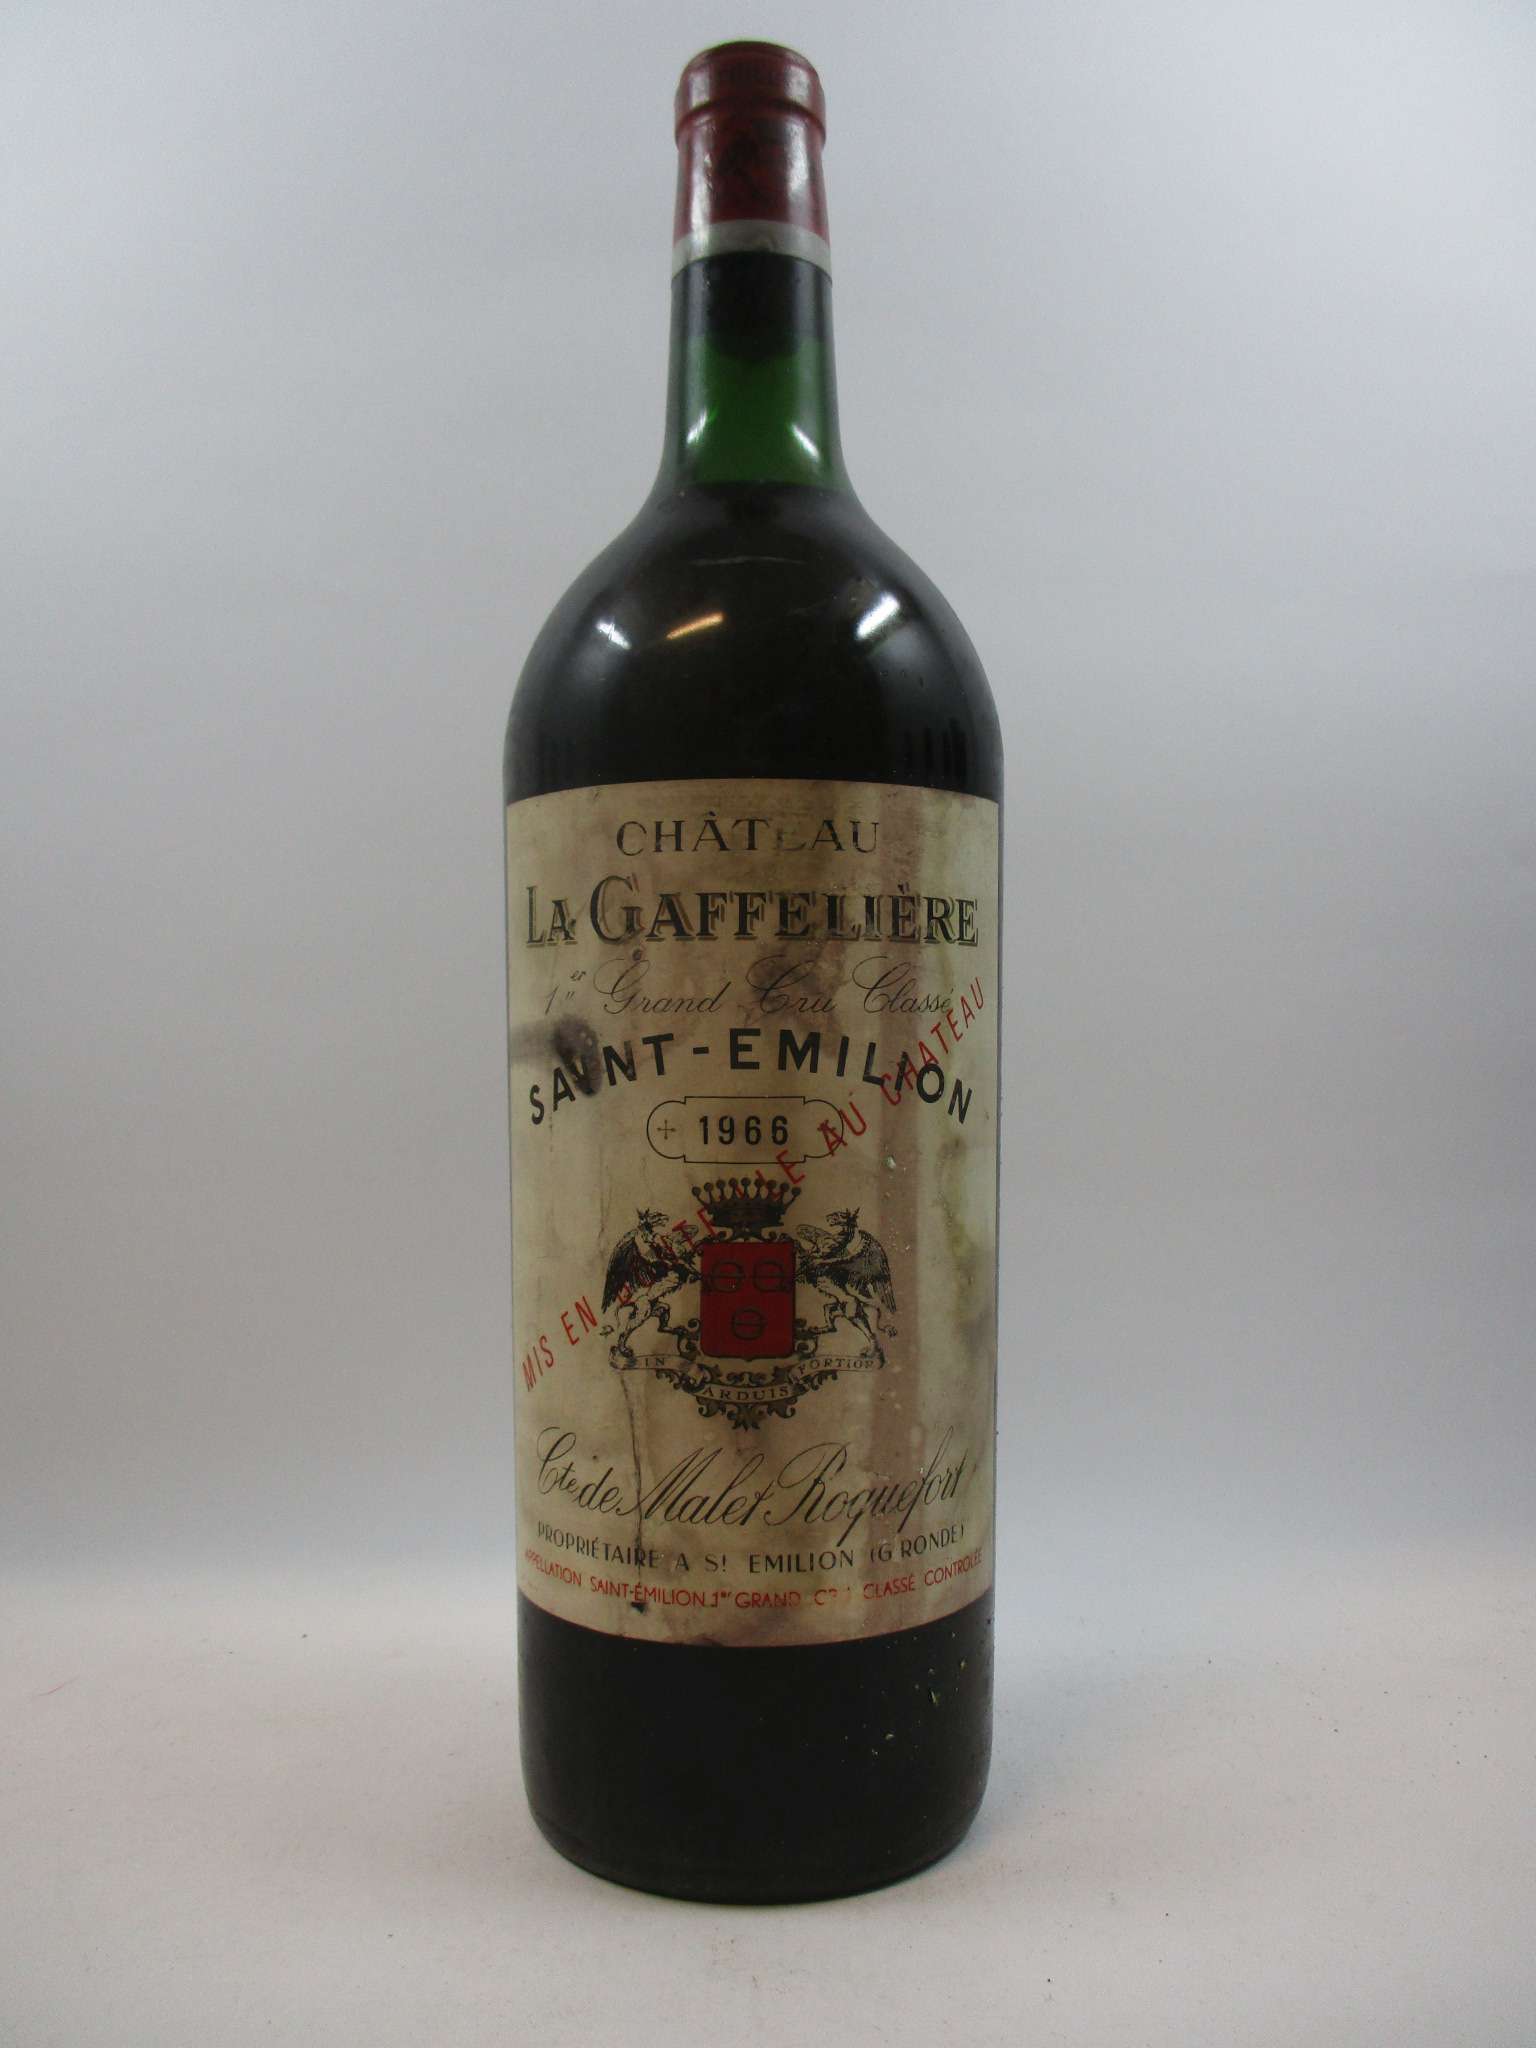 CHÂTEAU
LA GAFFELIÈRE
1er Grand Cru Classé
SAINT-EMILION
1966
MIS EN BOUTEILLE AU CHATEAU
IN ARDUIS FORTIOR
Cte de Malet Roquefort
PROPRIÉTAIRE A St EMILION (GIRONDE)
APPELLATION SAINT-ÉMILION 1er GRAND CRU CLASSÉ CONTROLÉE